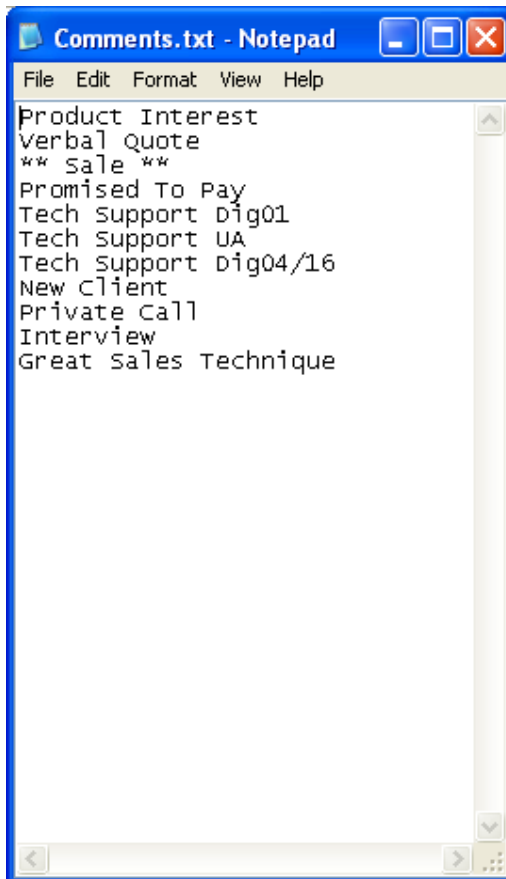 Comments.txt - Notepad
File Edit Format View Help
Product Interest
Verbal Quote
** Sale **
Promised To Pay
Tech Support Dig01
Tech Support UA
Tech Support Dig04/16
New Client
Private Call
Interview
Great Sales Technique